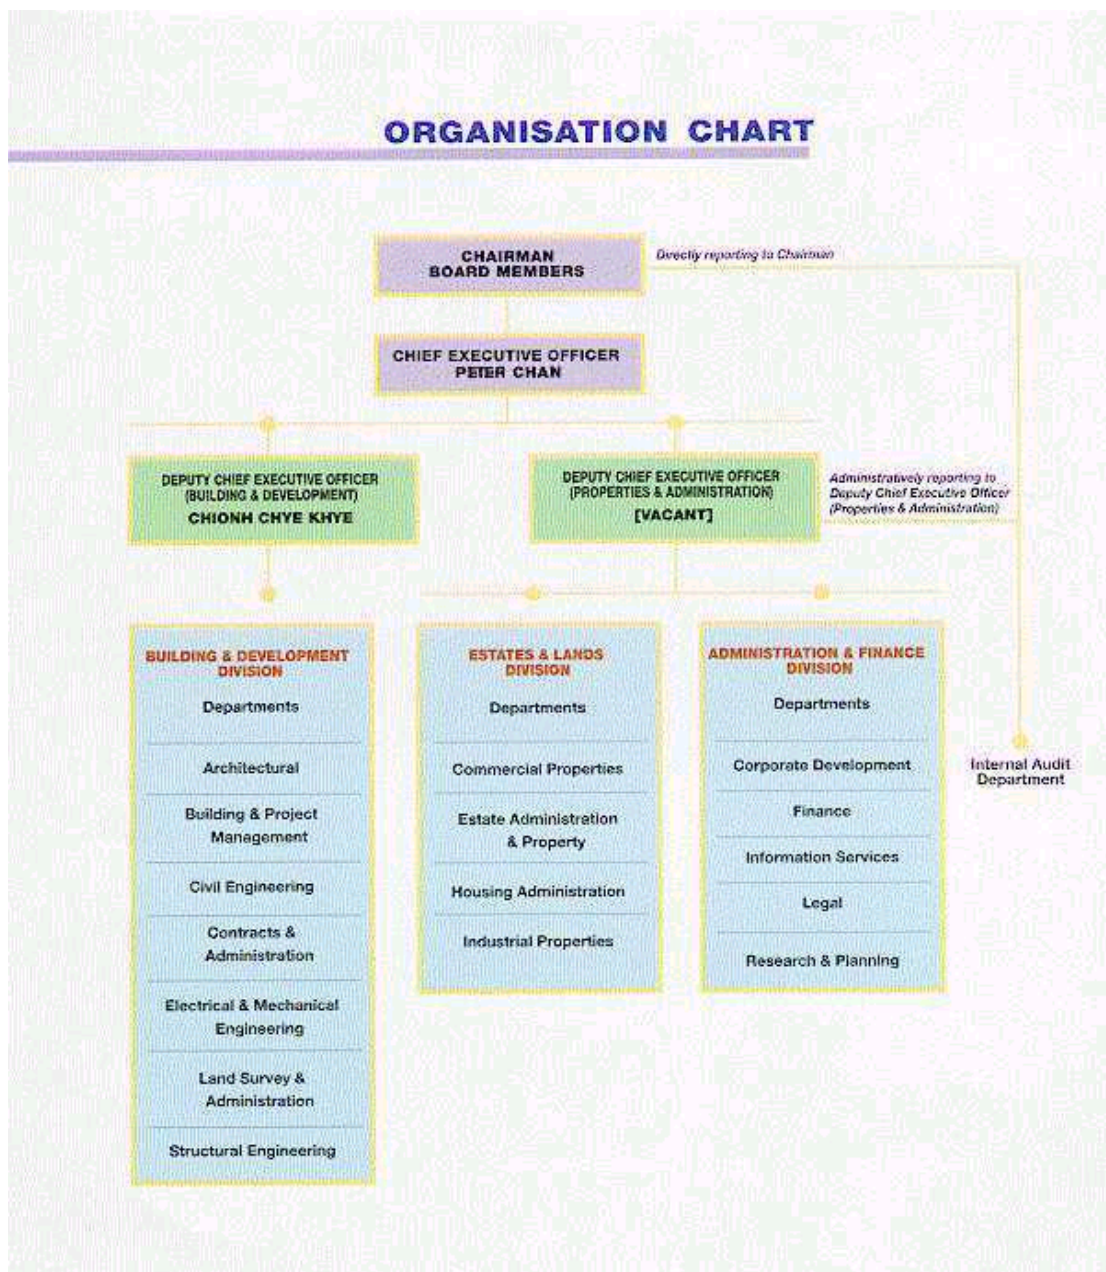 ORGANISATION CHART
CHAIRMAN
BOARD MEMBERS
Directly reporting to Chairman
CHIEF EXECUTIVE OFFICER
PETER CHAN
DEPUTY CHIEF EXECUTIVE OFFICER
(BUILDING & DEVELOPMENT)
CHIONH CHYE KHYE
DEPUTY CHIEF EXECUTIVE OFFICER
(PROPERTIES & ADMINISTRATION)
[VACANT]
Administratively reporting to
Deputy Chief Executive Officer
(Properties & Administration)
BUILDING & DEVELOPMENT
DIVISION
Departments
Architectural
Building & Project
Management
Civil Engineering
Contracts &
Administration
Electrical & Mechanical
Engineering
Land Survey &
Administration
Structural Engineering
ESTATES & LANDS
DIVISION
Departments
Commercial Properties
Estate Administration
& Property
Housing Administration
Industrial Properties
ADMINISTRATION & FINANCE
DIVISION
Departments
Corporate Development
Finance
Information Services
Legal
Research & Planning
Internal Audit
Department